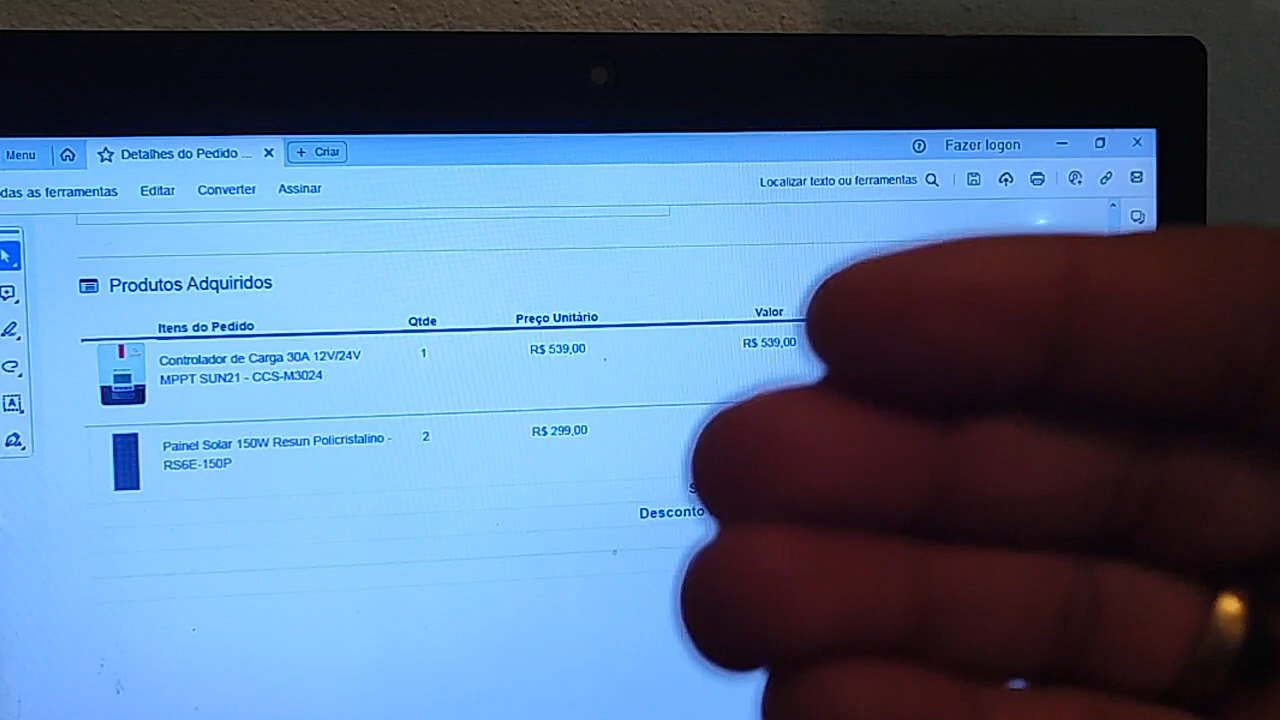 Menu
Detalhes do Pedido ...
Criar
Fazer logon
das as ferramentas
Editar
Converter
Assinar
Localizar texto ou ferramentas
Produtos Adquiridos
Itens do Pedido Qtde Preço Unitário Valor
Controlador de Carga 30A 12V/24V 1 R$ 539,00 R$ 539,00
MPPT SUN21 - CCS-M3024
Painel Solar 150W Resun Policristalino - 2 R$ 299,00
RS6E-150P
Desconto